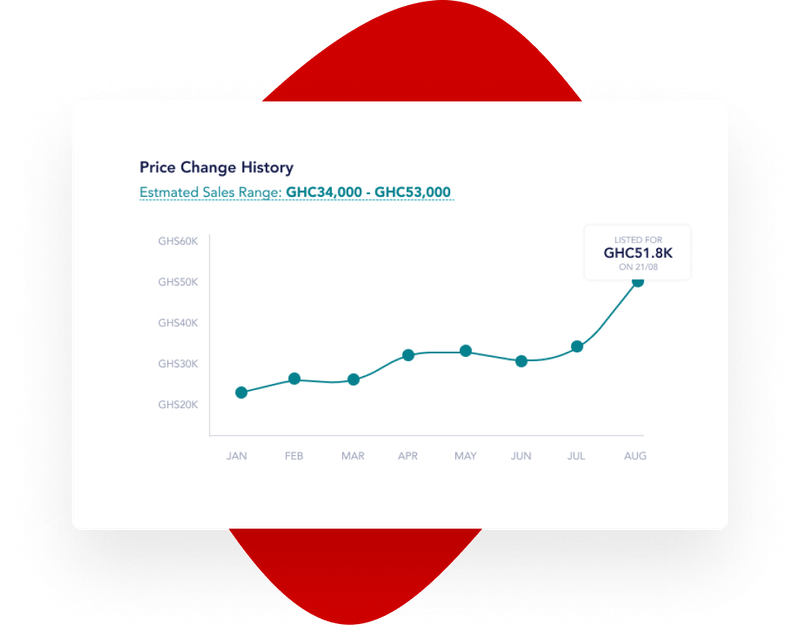 Price Change History
Estmated Sales Range: GHC34,000 - GHC53,000
GHS60K
LISTED FOR
GHC51.8K
ON 21/08
GHS50K
GHS40K
GHS30K
GHS20K
JAN FEB MAR APR MAY JUN JUL AUG